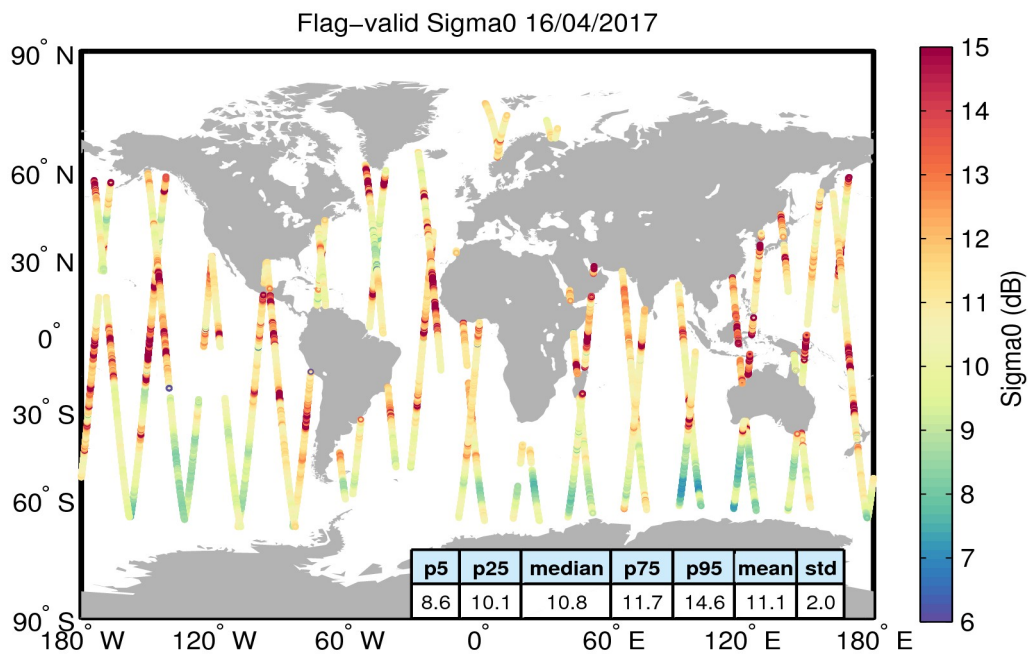 Flag-valid Sigma0 16/04/2017
90° N
60° N
30° N
0°
30° S
60° S
90° S
180° W
120° W
60° W
0°
60° E
120° E
180° E
p5 p25 median p75 p95 mean std
8.6 10.1 10.8 11.7 14.6 11.1 2.0
15
14
13
12
11
10
9
8
7
6
Sigma0 (dB)